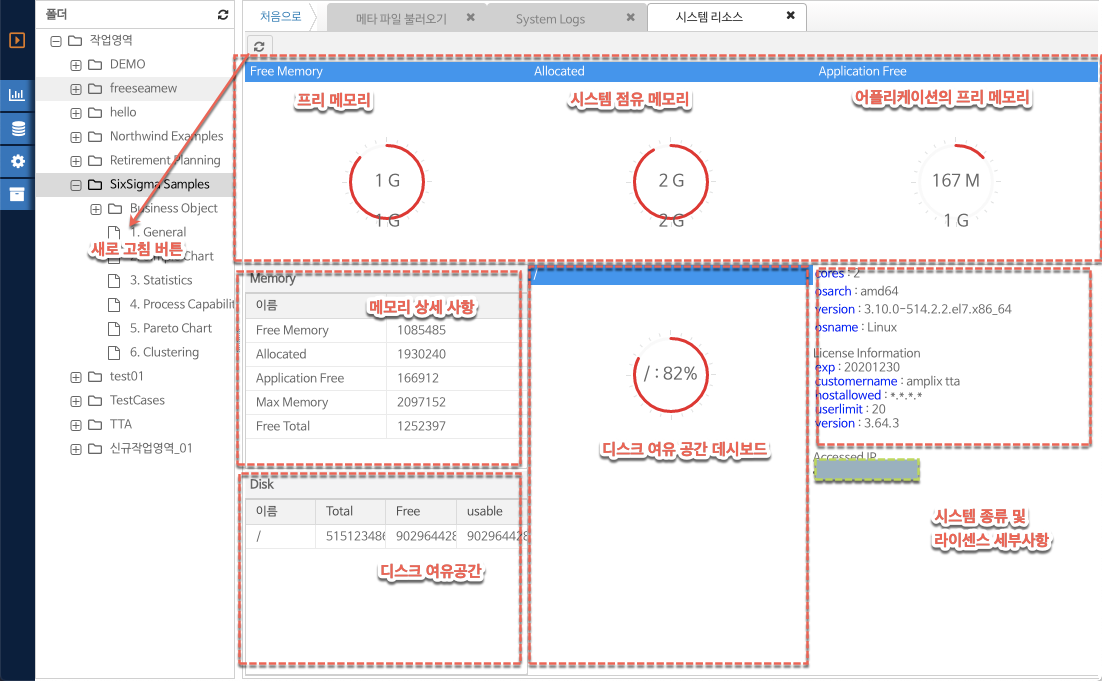 폴더
작업영역
DEMO
freeseamew
hello
Northwind Examples
Retirement Planning
SixSigma Samples
Business Object
1. General
새로 고침 버튼
Chart
3. Statistics
4. Process Capabilit
5. Pareto Chart
6. Clustering
test01
TestCases
TTA
신규작업영역_01
처음으로
메타 파일 불러오기
System Logs
시스템 리소스
Free Memory
Allocated
Application Free
프리 메모리
시스템 점유 메모리
어플리케이션의 프리 메모리
1 G
2 G
167 M
1 G
2 G
1 G
Memory
이름
메모리 상세 사항
Free Memory 1085485
Allocated 1930240
Application Free 166912
Max Memory 2097152
Free Total 1252397
Disk
이름 Total Free usable
/ 515123486 902964428 902964428
디스크 여유공간
/
/ : 82%
디스크 여유 공간 데시보드
cores : 2
osarch : amd64
version : 3.10.0-514.2.2.el7.x86_64
osname : Linux
License Information
exp : 20201230
customername : amplix tta
hostallowed : *.*.*.*
userlimit : 20
version : 3.64.3
Accessed IP
시스템 종류 및
라이센스 세부사항